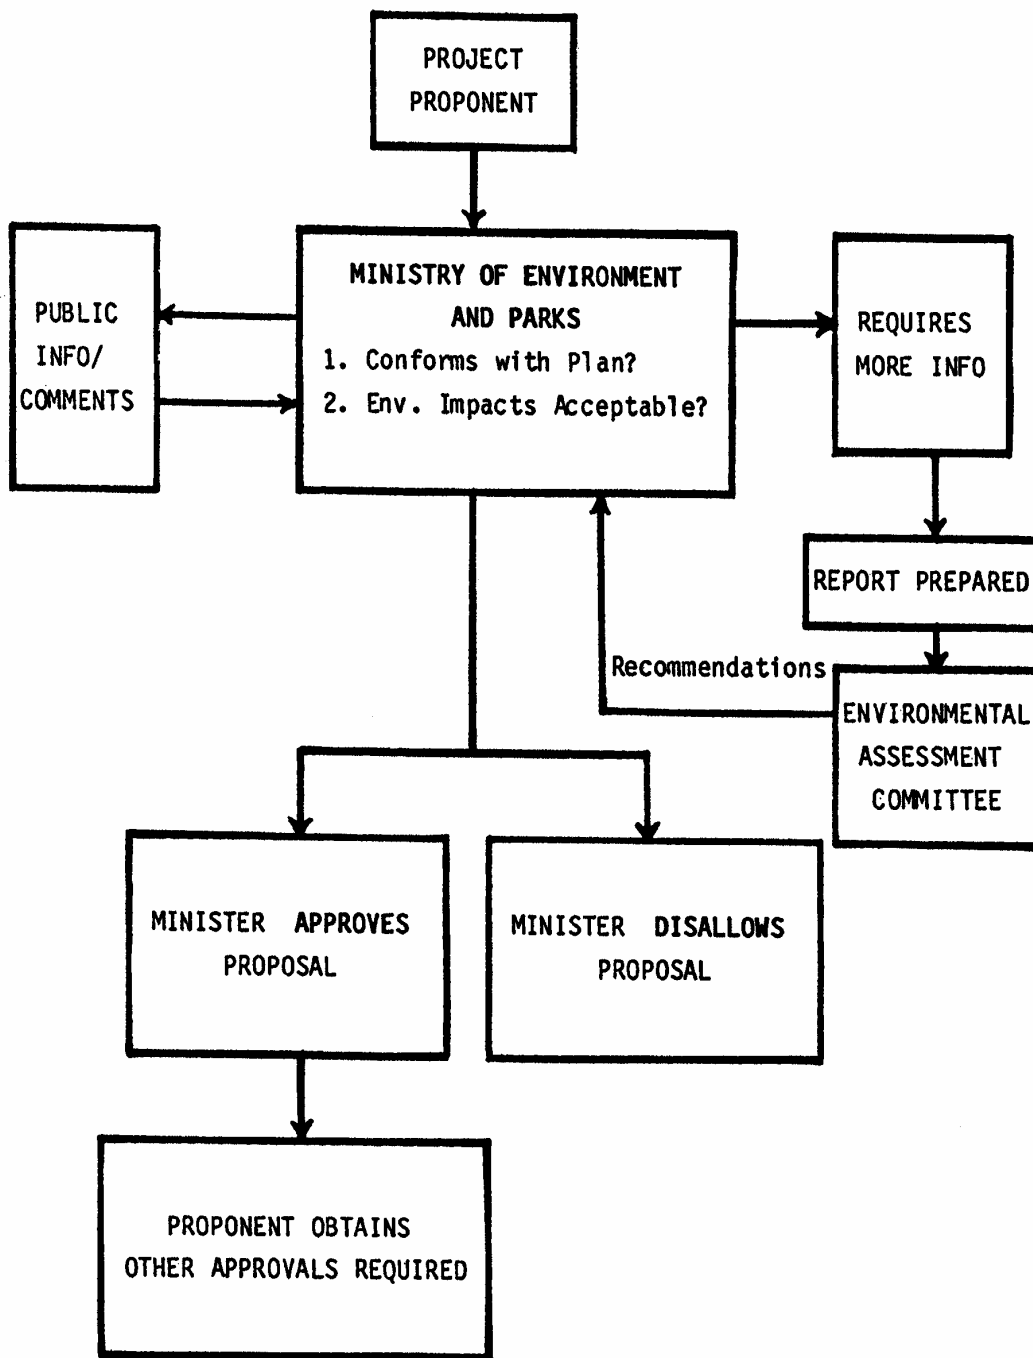 PROJECT
PROPONENT
MINISTRY OF ENVIRONMENT
AND PARKS
1. Conforms with Plan?
2. Env. Impacts Acceptable?
PUBLIC
INFO/
COMMENTS
REQUIRES
MORE INFO
REPORT PREPARED
Recommendations
ENVIRONMENTAL
ASSESSMENT
COMMITTEE
MINISTER APPROVES
PROPOSAL
MINISTER DISALLOWS
PROPOSAL
PROPONENT OBTAINS
OTHER APPROVALS REQUIRED